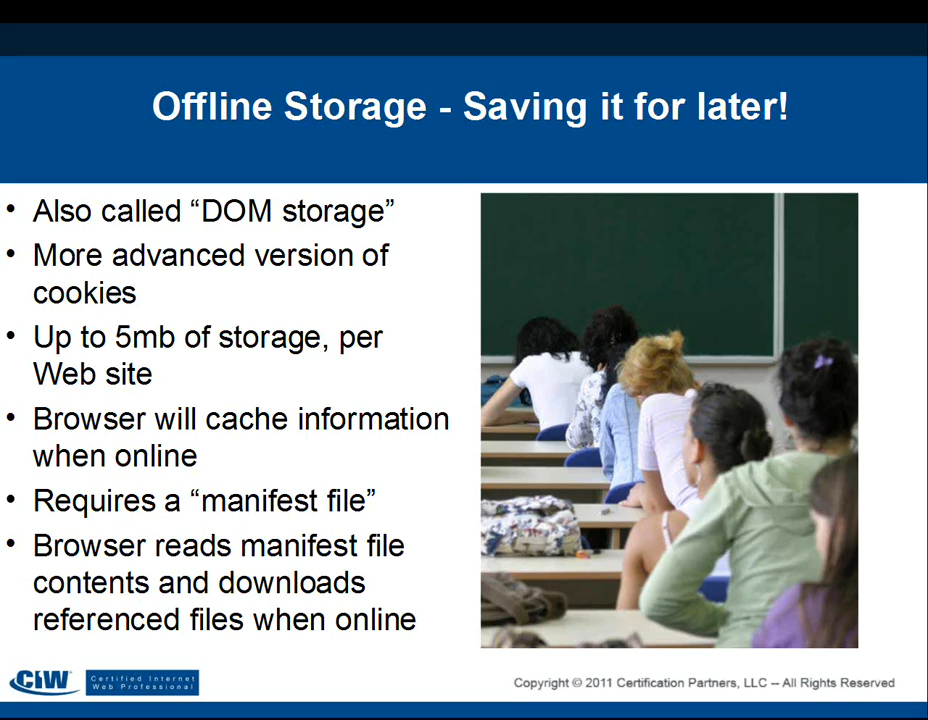 Offline Storage - Saving it for later!
• Also called “DOM storage”
• More advanced version of
cookies
• Up to 5mb of storage, per
Web site
• Browser will cache information
when online
• Requires a “manifest file”
• Browser reads manifest file
contents and downloads
referenced files when online
CIW
Certified Internet
Web Professional
Copyright © 2011 Certification Partners, LLC -- All Rights Reserved